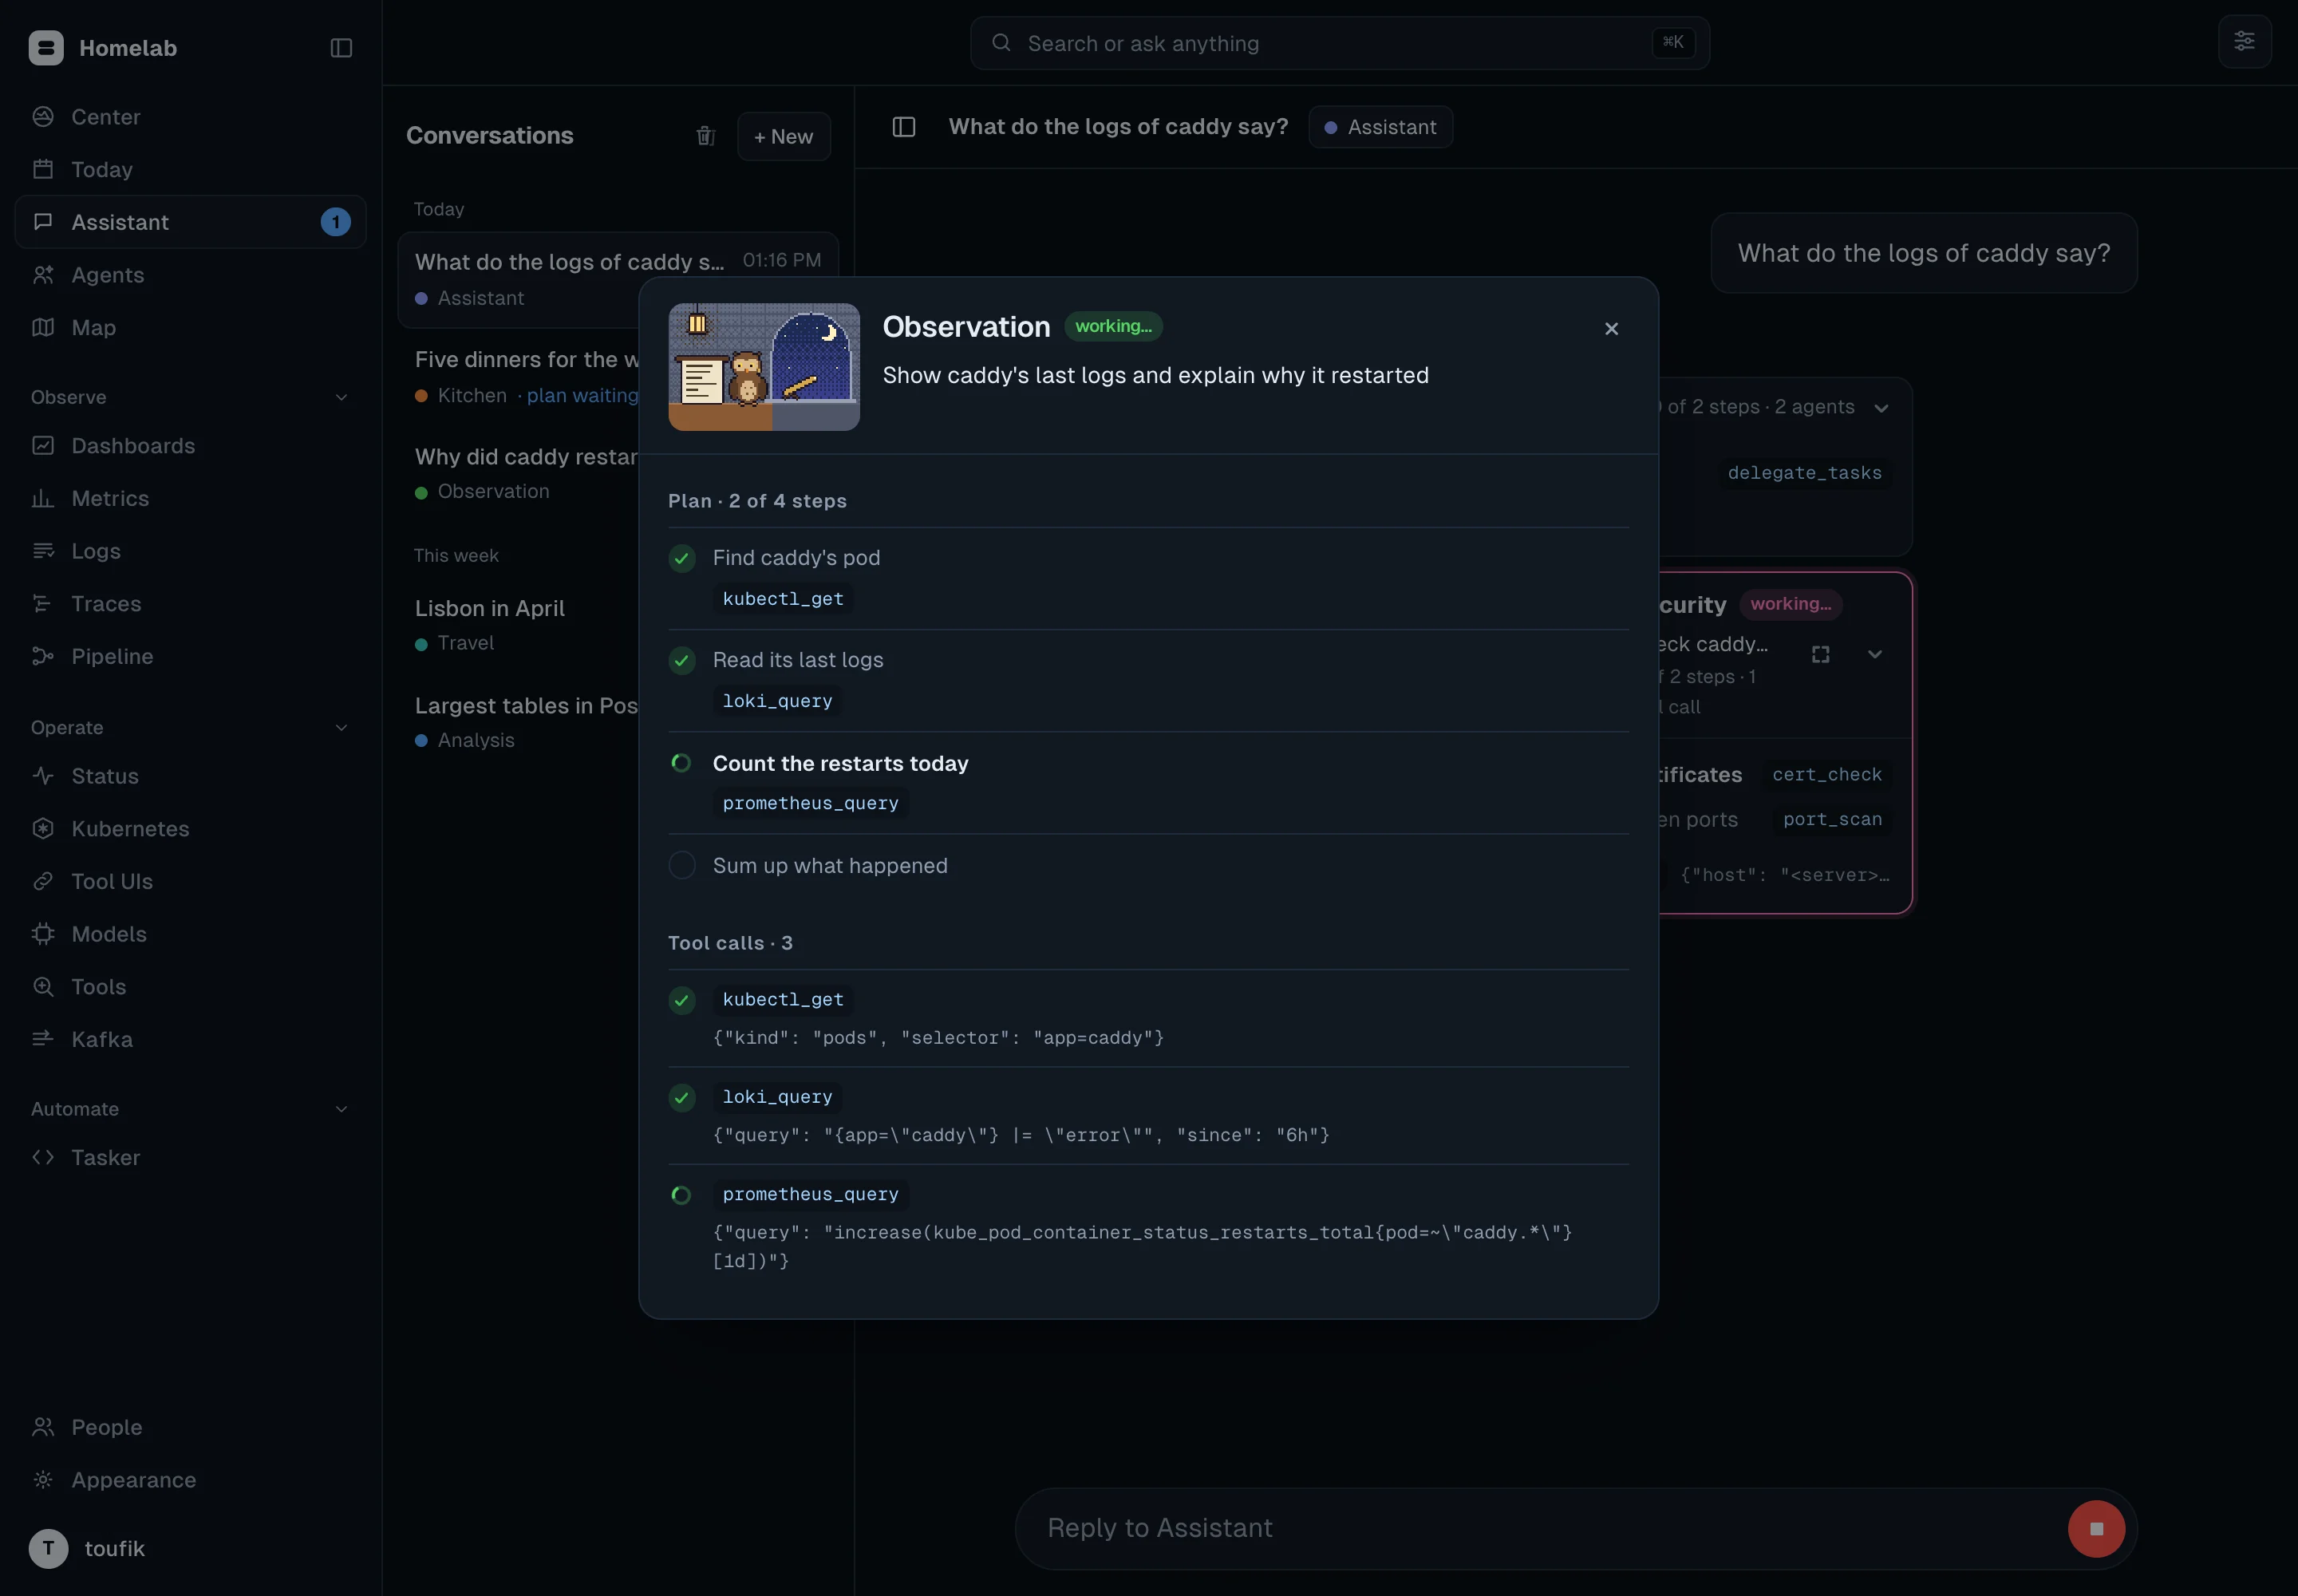 Homelab
Search or ask anything
⌘K
Center
Today
Assistant
1
Agents
Map
Observe
Dashboards
Metrics
Logs
Traces
Pipeline
Operate
Status
Kubernetes
Tool UIs
Models
Tools
Kafka
Automate
Tasker
People
Appearance
T
toufik
Conversations
+ New
Today
What do the logs of caddy s…
01:16 PM
Assistant
Five dinners for the w
Kitchen · plan waiting
Why did caddy restar
Observation
This week
Lisbon in April
Travel
Largest tables in Pos
Analysis
What do the logs of caddy say?
Assistant
What do the logs of caddy say?
of 2 steps · 2 agents
delegate_tasks
curity
working…
eck caddy…
2 steps · 1
call
tificates
cert_check
en ports
port_scan
{"host": "<server>…
Observation
working…
Show caddy's last logs and explain why it restarted
Plan · 2 of 4 steps
Find caddy's pod
kubectl_get
Read its last logs
loki_query
Count the restarts today
prometheus_query
Sum up what happened
Tool calls · 3
kubectl_get
{"kind": "pods", "selector": "app=caddy"}
loki_query
{"query": "{app=\"caddy\"} |= \"error\"", "since": "6h"}
prometheus_query
{"query": "increase(kube_pod_container_status_restarts_total{pod=~\"caddy.*\"}
[1d])"}
Reply to Assistant